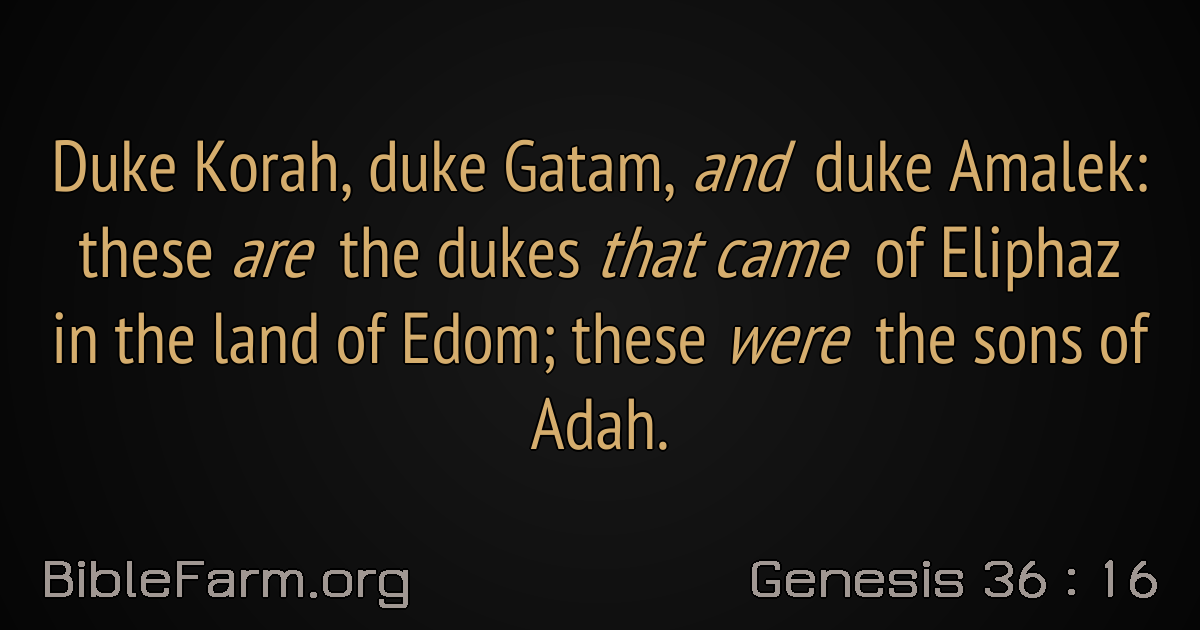 Duke Korah, duke Gatam, and duke Amalek:
these are the dukes that came of Eliphaz
in the land of Edom; these were the sons of
Adah.
BibleFarm.org
Genesis 36 : 16